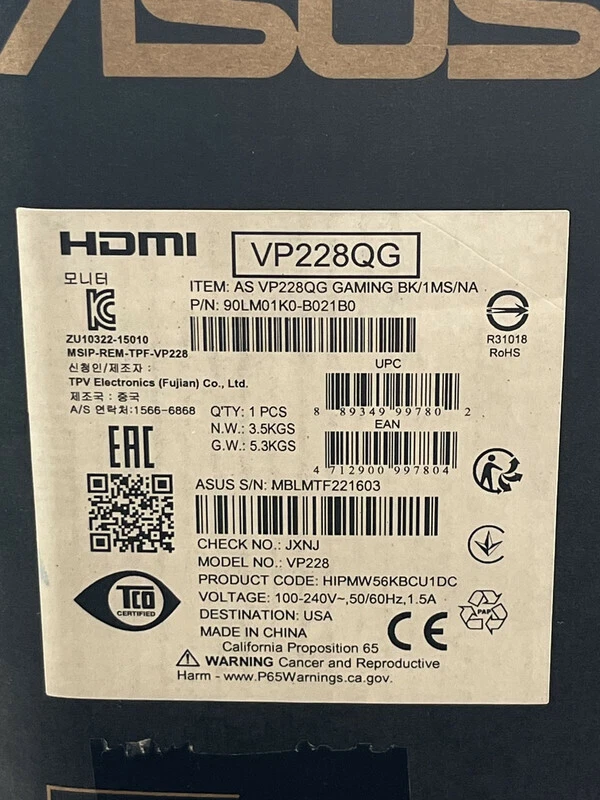 ASUS
HDMI
VP228QG
모니터
ITEM: AS VP228QG GAMING BK/1MS/NA
P/N: 90LM01K0-B021B0
ZU10322-15010
MSIP-REM-TPF-VP228
신청인/제조자 :
TPV Electronics (Fujian) Co., Ltd.
제조국 : 중국
A/S 연락처:1566-6868
R31018
RoHS
UPC
8 89349 99780 2
EAN
4 712900 997804
Q'TY: 1 PCS
N.W.: 3.5KGS
G.W.: 5.3KGS
EAC
ASUS S/N: MBLMTF221603
CHECK NO.: JXNJ
MODEL NO.: VP228
PRODUCT CODE: HIPMW56KBCU1DC
VOLTAGE: 100-240V~,50/60Hz,1.5A
DESTINATION: USA
MADE IN CHINA
TCO
CERTIFIED
PAP
CE
California Proposition 65
WARNING Cancer and Reproductive
Harm - www.P65Warnings.ca.gov.